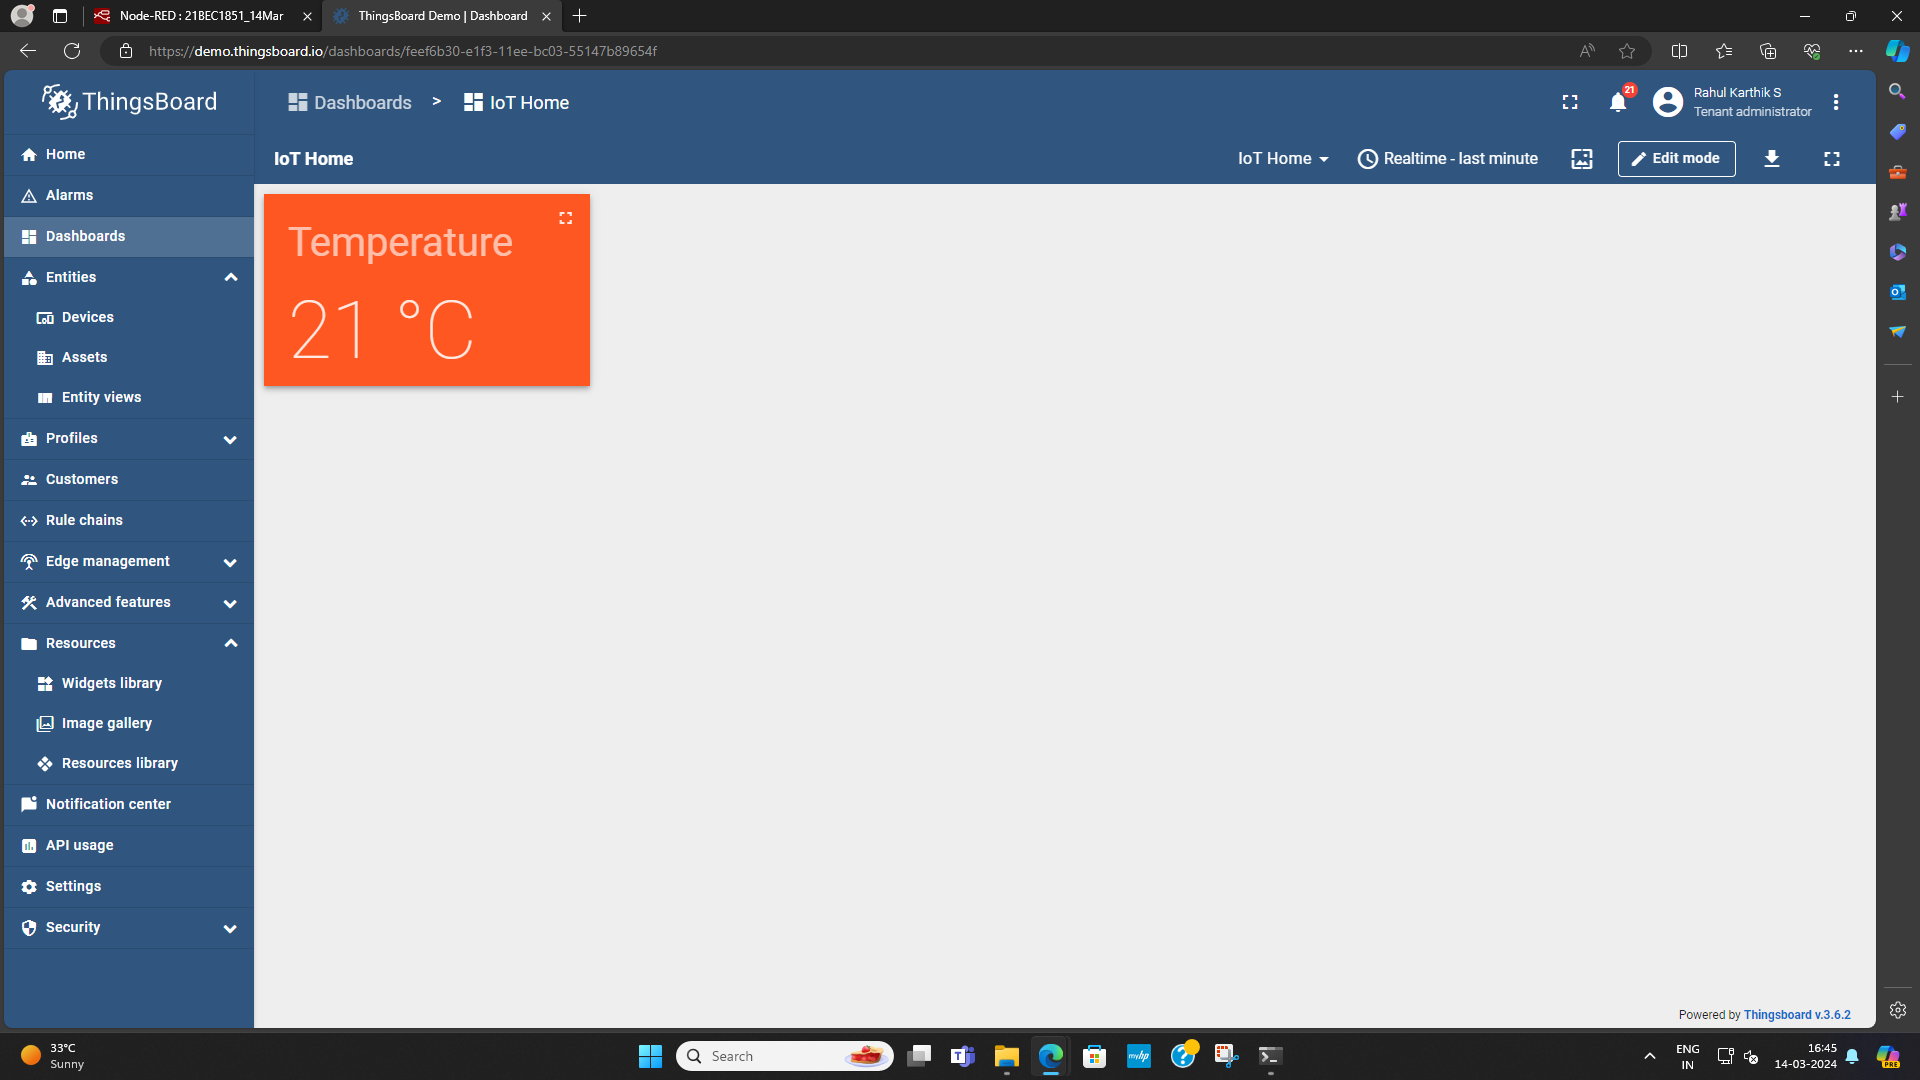 Node-RED : 21BEC1851_14Mar
ThingsBoard Demo | Dashboard
https://demo.thingsboard.io/dashboards/feef6b30-e1f3-11ee-bc03-55147b89654f
ThingsBoard
Dashboards > IoT Home
21
Rahul Karthik S
Tenant administrator
IoT Home
IoT Home
Realtime - last minute
Edit mode
Home
Alarms
Dashboards
Entities
Devices
Assets
Entity views
Profiles
Customers
Rule chains
Edge management
Advanced features
Resources
Widgets library
Image gallery
Resources library
Notification center
API usage
Settings
Security
Temperature
21 °C
Powered by Thingsboard v.3.6.2
33°C
Sunny
Search
myhp
ENG
IN
16:45
14-03-2024
PRE